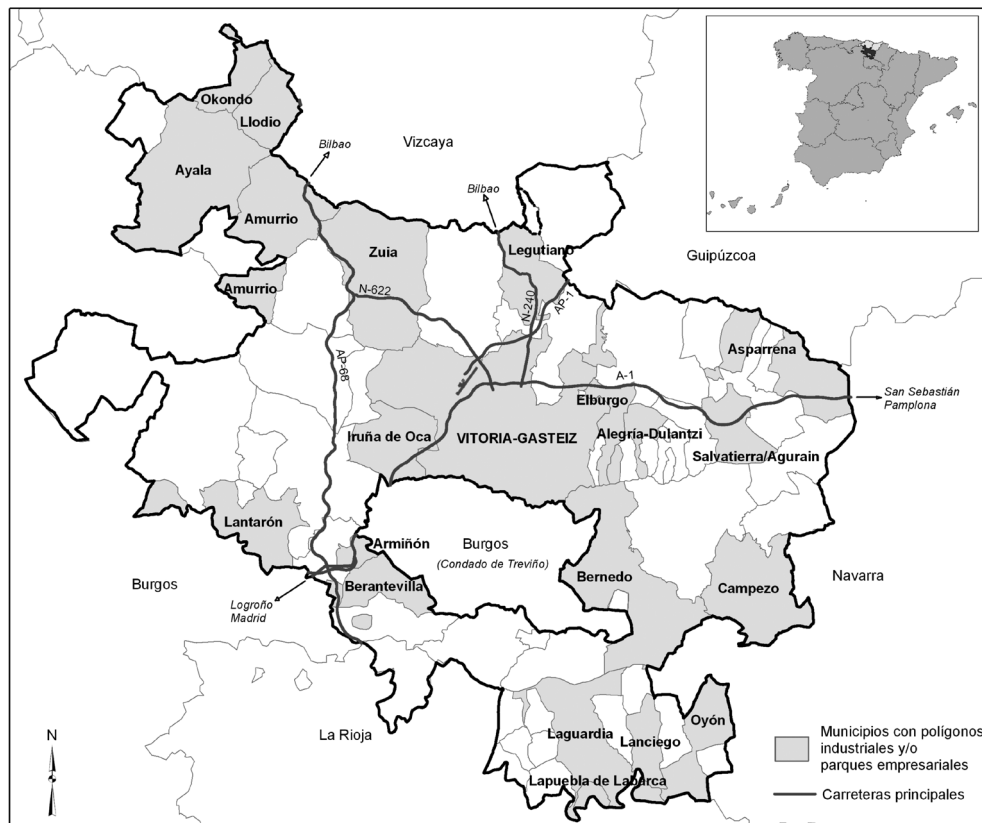 Okondo
Llodio
Ayala
Bilbao
Vizcaya
Amurrio
Bilbao
Zuia
Legutiano
Guipúzcoa
Amurrio
N-622
N-240
AP-1
AP-68
Asparrena
A-1
San Sebastián
Pamplona
Elburgo
Iruña de Oca
VITORIA-GASTEIZ
Alegría-Dulantzi
Salvatierra/Agurain
Lantarón
Armiñón
Burgos
(Condado de Treviño)
Burgos
Berantevilla
Bernedo
Campezo
Navarra
Logroño
Madrid
La Rioja
Laguardia
Lanciego
Oyón
Lapuebla de Labarca
N
Municipios con polígonos
industriales y/o
parques empresariales
Carreteras principales